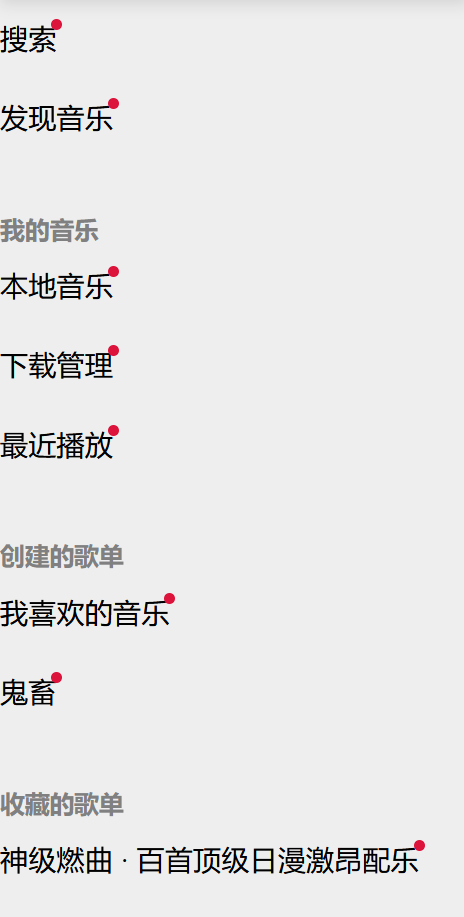 搜索
发现音乐
我的音乐
本地音乐
下载管理
最近播放
创建的歌单
我喜欢的音乐
鬼畜
收藏的歌单
神级燃曲 · 百首顶级日漫激昂配乐